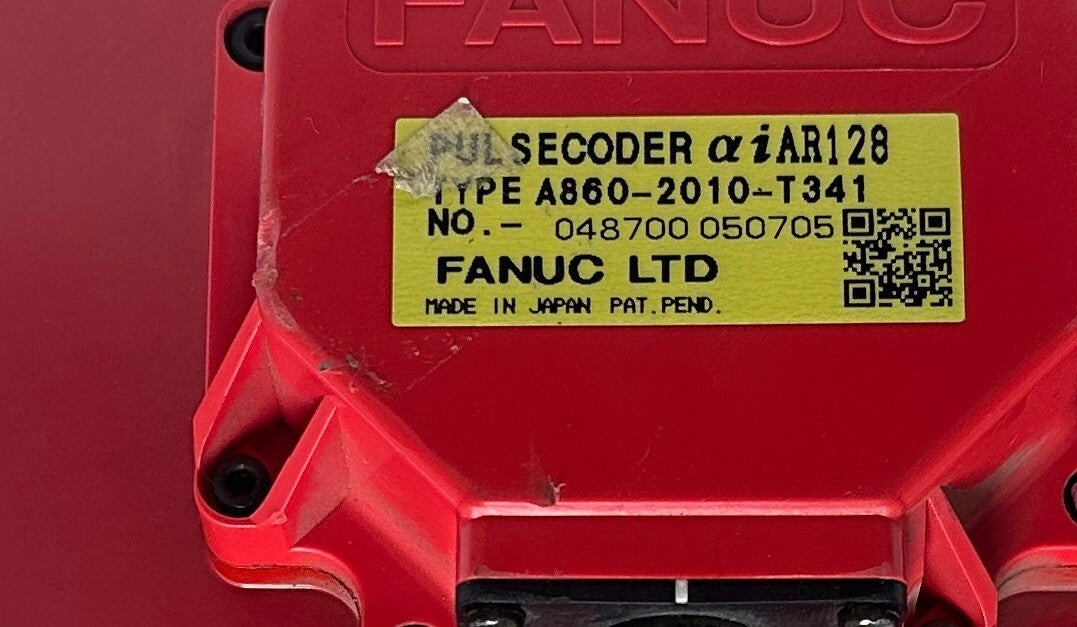 FANUC
PULSECODER αiAR128
TYPE A860-2010-T341
NO.- 048700 050705
FANUC LTD
MADE IN JAPAN PAT.PEND.